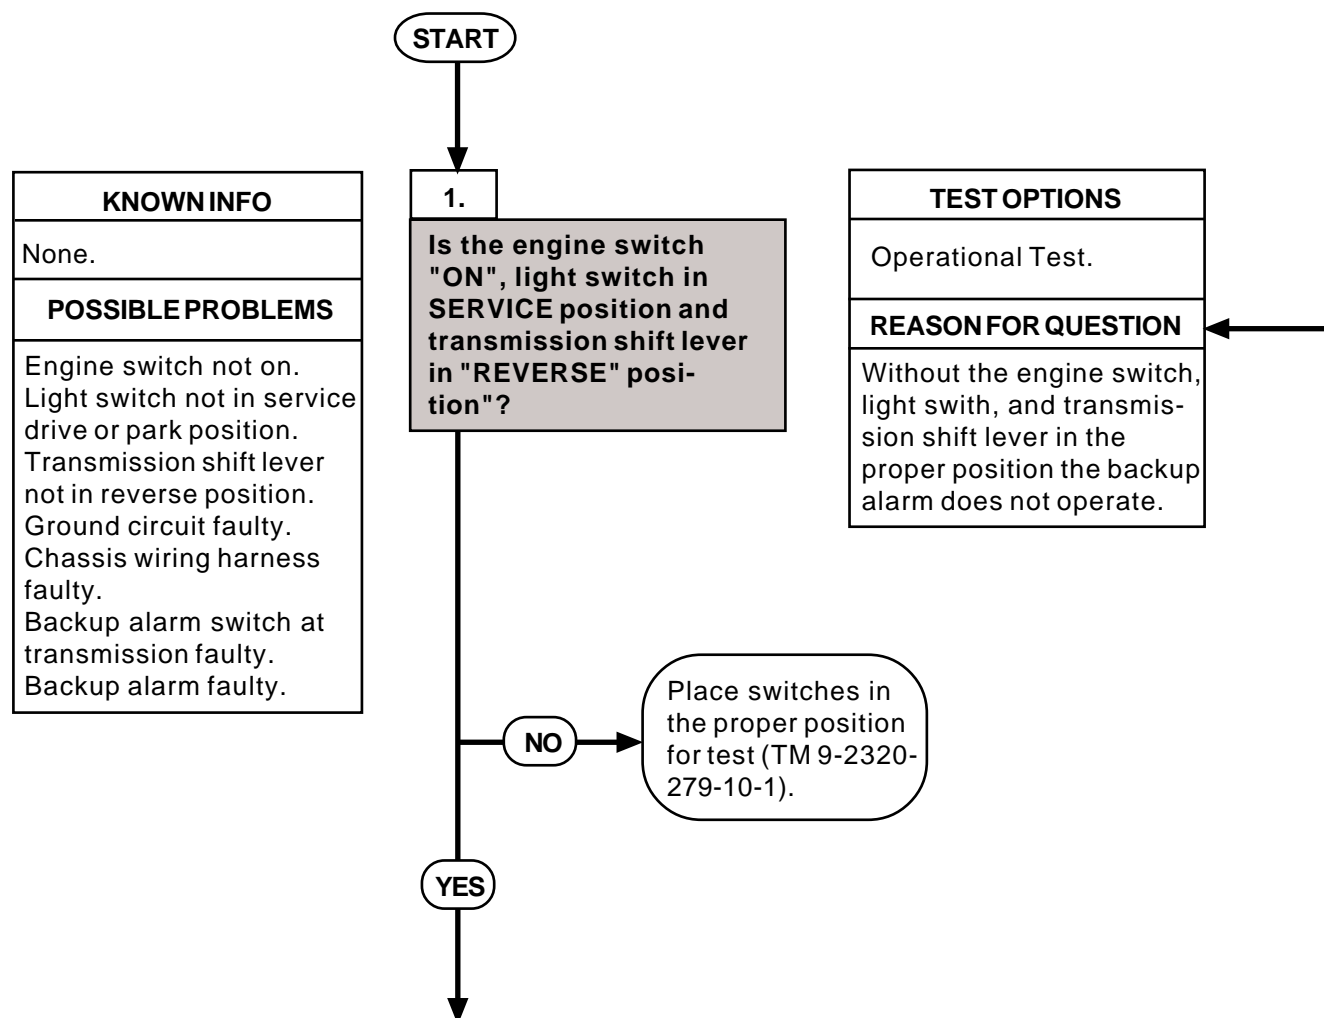 START
KNOWN INFO
None.
POSSIBLE PROBLEMS
Engine switch not on.
Light switch not in service
drive or park position.
Transmission shift lever
not in reverse position.
Ground circuit faulty.
Chassis wiring harness
faulty.
Backup alarm switch at
transmission faulty.
Backup alarm faulty.
1.
Is the engine switch
"ON", light switch in
SERVICE position and
transmission shift lever
in "REVERSE" posi-
tion"?
TEST OPTIONS
Operational Test.
REASON FOR QUESTION
Without the engine switch,
light swith, and transmis-
sion shift lever in the
proper position the backup
alarm does not operate.
NO
Place switches in
the proper position
for test (TM 9-2320-
279-10-1).
YES